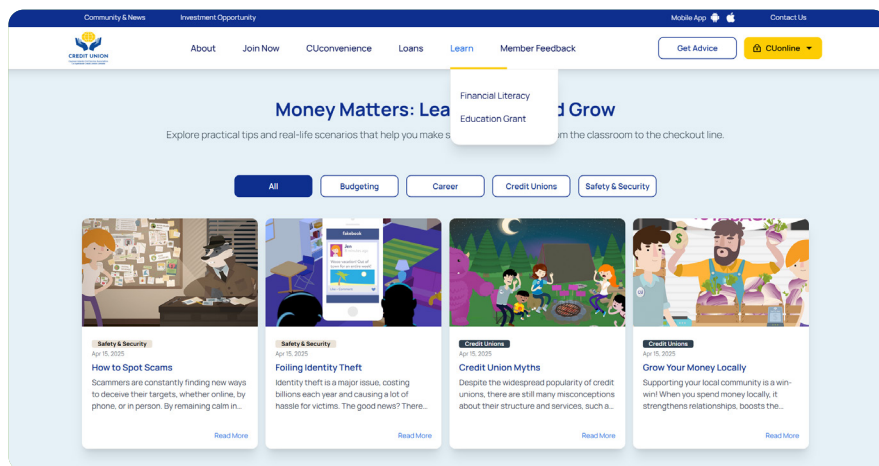 Community & News
Investment Opportunity
Mobile App
Contact Us
CREDIT UNION
About
Join Now
CUconvenience
Loans
Learn
Member Feedback
Get Advice
CUonline
Financial Literacy
Education Grant
Money Matters: Lea d Grow
Explore practical tips and real-life scenarios that help you make s m the classroom to the checkout line.
All
Budgeting
Career
Credit Unions
Safety & Security
Safety & Security
Apr 15, 2025
How to Spot Scams
Scammers are constantly finding new ways
to deceive their targets, whether online, by
phone, or in person. By remaining calm in...
Read More
falebook
Jen
Safety & Security
Apr 15, 2025
Foiling Identity Theft
Identity theft is a major issue, costing
billions each year and causing a lot of
hassle for victims. The good news? There...
Read More
Credit Unions
Apr 15, 2025
Credit Union Myths
Despite the widespread popularity of credit
unions, there are still many misconceptions
about their structure and services, such a...
Read More
$
Credit Unions
Apr 15, 2025
Grow Your Money Locally
Supporting your local community is a win-
win! When you spend money locally, it
strengthens relationships, boosts the...
Read More